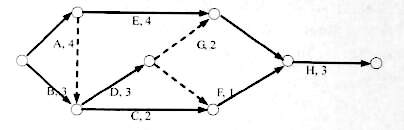 E, 4
A, 4
G, 2
B, 3
D, 3
F, 1
H, 3
C, 2